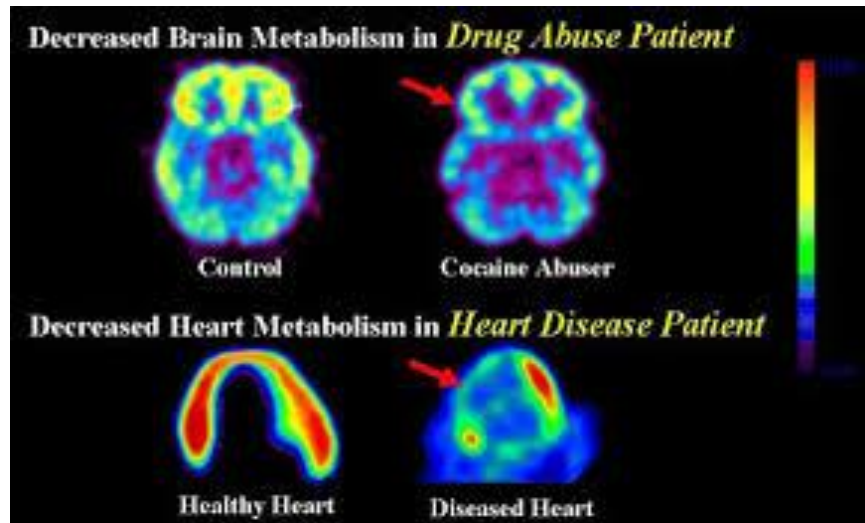 Decreased Brain Metabolism in Drug Abuse Patient
Control
Cocaine Abuser
Decreased Heart Metabolism in Heart Disease Patient
Healthy Heart
Diseased Heart